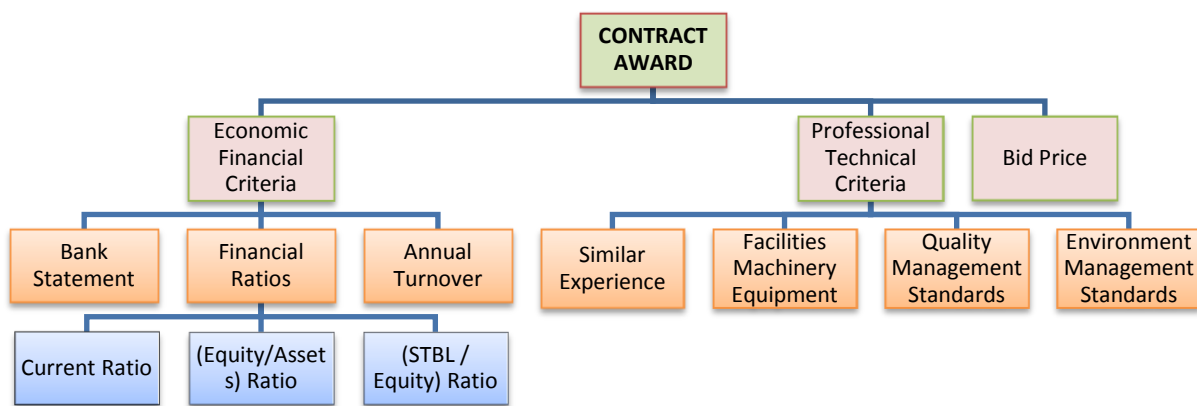 CONTRACT
AWARD
Economic
Financial
Criteria
Professional
Technical
Criteria
Bid Price
Bank
Statement
Financial
Ratios
Annual
Turnover
Similar
Experience
Facilities
Machinery
Equipment
Quality
Management
Standards
Environment
Management
Standards
Current Ratio
(Equity/Asset
s) Ratio
(STBL /
Equity) Ratio